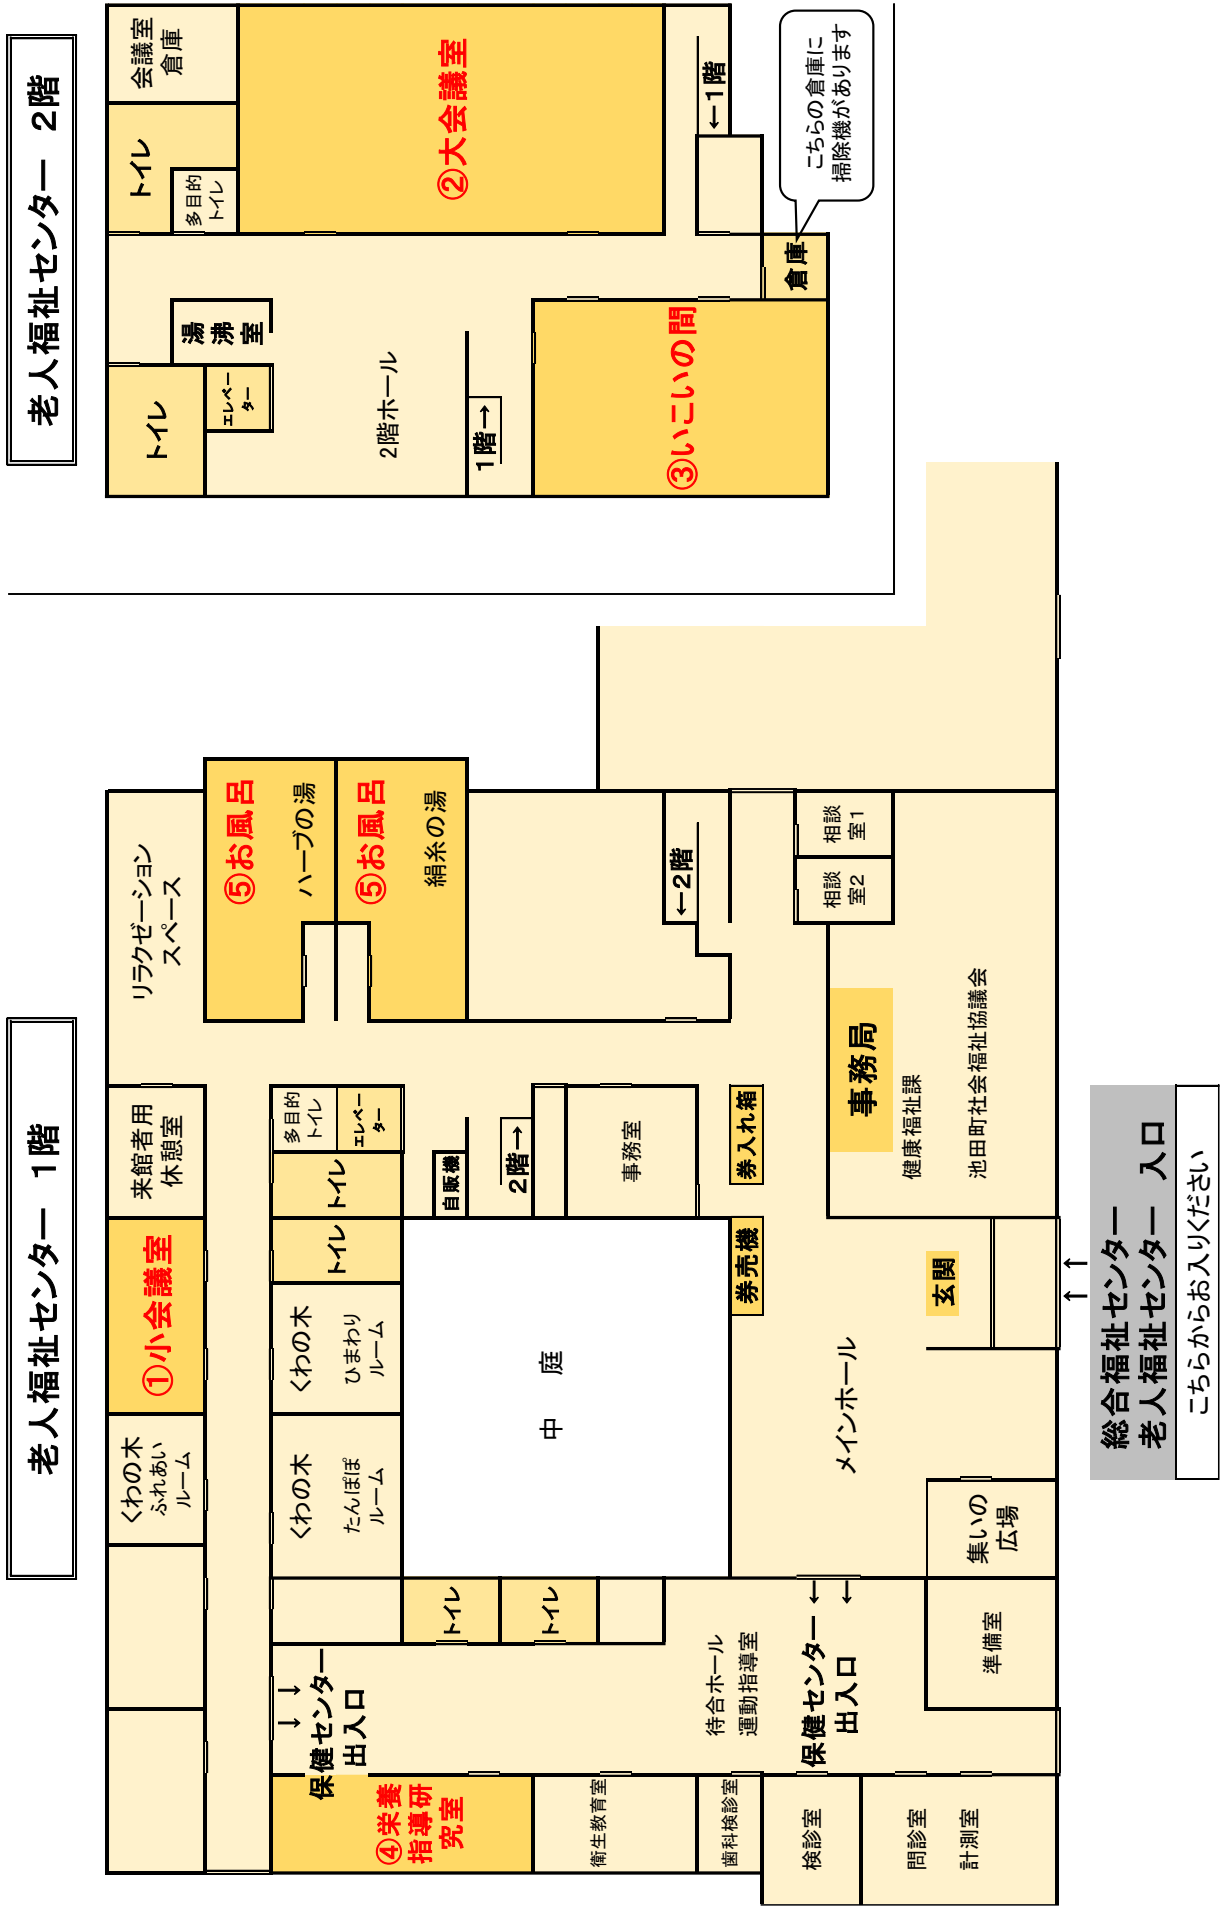 老人福祉センター　1階
リラクゼーション
スペース
⑤お風呂
ハーブの湯
⑤お風呂
絹糸の湯
来館者用
休憩室
①小会議室
くわの木
ふれあい
ルーム
多目的
トイレ
エレベー
ター
トイレ
トイレ
くわの木
ひまわり
ルーム
くわの木
たんぽぽ
ルーム
自販機
2階→
事務室
←2階
相談
室1
相談
室2
事務局
健康福祉課
池田町社会福祉協議会
券入れ箱
券売機
玄関
中　庭
メインホール
集いの
広場
トイレ
トイレ
準備室
待合ホール
運動指導室
保健センター
出入口
↓
↓
保健センター
出入口
↓
↓
④栄養
指導研
究室
衛生教育室
歯科検診室
検診室
問診室
計測室
↑
↑
総合福祉センター
老人福祉センター　入口
こちらからお入りください
老人福祉センター　2階
会議室
倉庫
トイレ
多目的
トイレ
②大会議室
←1階
こちらの倉庫に
掃除機があります
倉庫
湯沸室
トイレ
エレベー
ター
2階ホール
1階→
③いこいの間